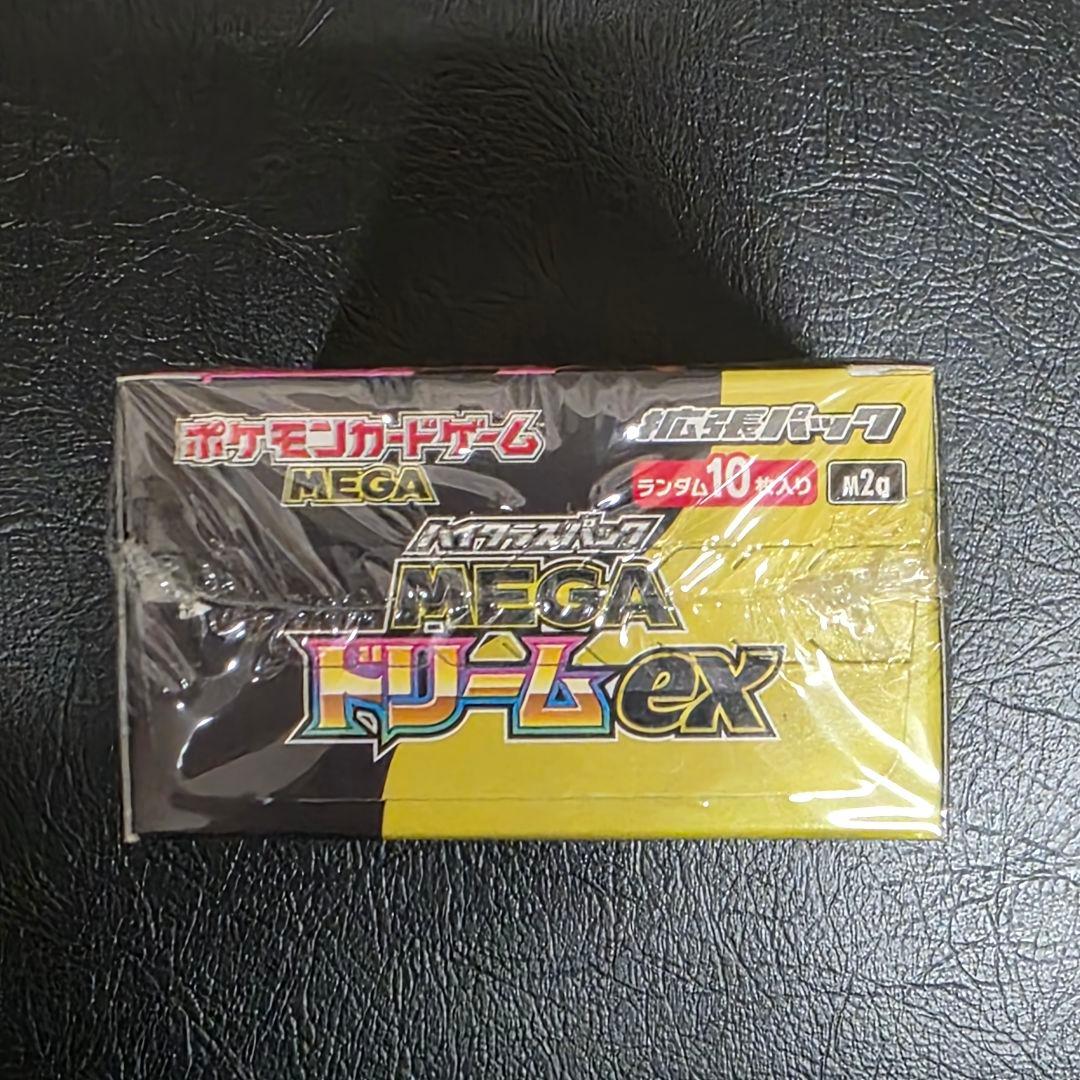 ポケモンカードゲーム
MEGA
拡張パック
ランダム10枚入り
M2a
ハイクラスパック
MEGA
ドリームex